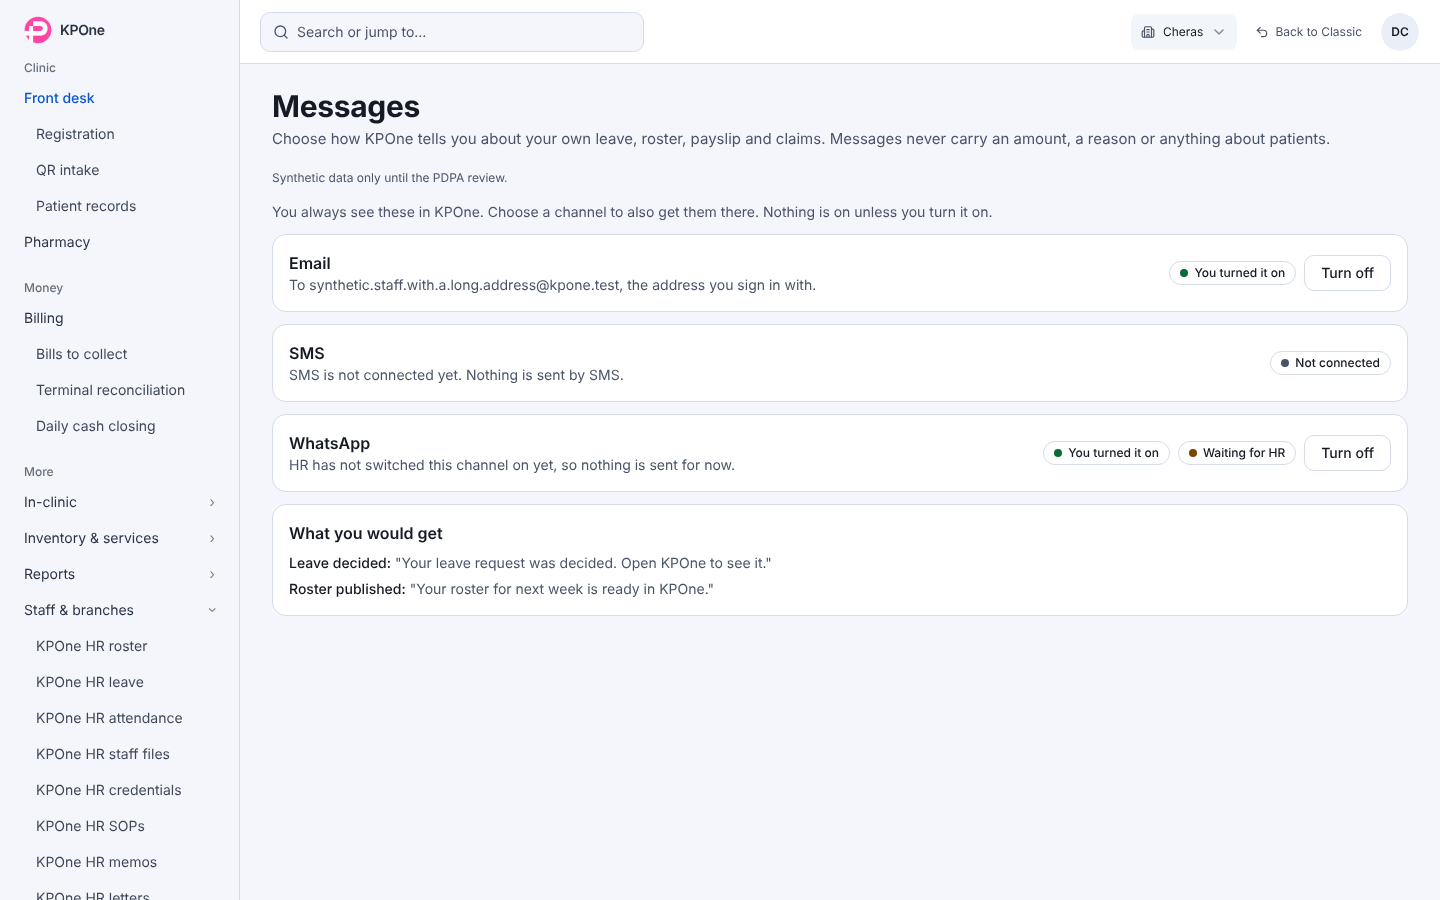 KPOne
Search or jump to...
Cheras
Back to Classic
DC
Clinic
Front desk
Registration
QR intake
Patient records
Pharmacy
Money
Billing
Bills to collect
Terminal reconciliation
Daily cash closing
More
In-clinic
Inventory & services
Reports
Staff & branches
KPOne HR roster
KPOne HR leave
KPOne HR attendance
KPOne HR staff files
KPOne HR credentials
KPOne HR SOPs
KPOne HR memos
KPOne HR letters
Messages
Choose how KPOne tells you about your own leave, roster, payslip and claims. Messages never carry an amount, a reason or anything about patients.
Synthetic data only until the PDPA review.
You always see these in KPOne. Choose a channel to also get them there. Nothing is on unless you turn it on.
Email
To synthetic.staff.with.a.long.address@kpone.test, the address you sign in with.
You turned it on
Turn off
SMS
SMS is not connected yet. Nothing is sent by SMS.
Not connected
WhatsApp
HR has not switched this channel on yet, so nothing is sent for now.
You turned it on
Waiting for HR
Turn off
What you would get
Leave decided: "Your leave request was decided. Open KPOne to see it."
Roster published: "Your roster for next week is ready in KPOne."